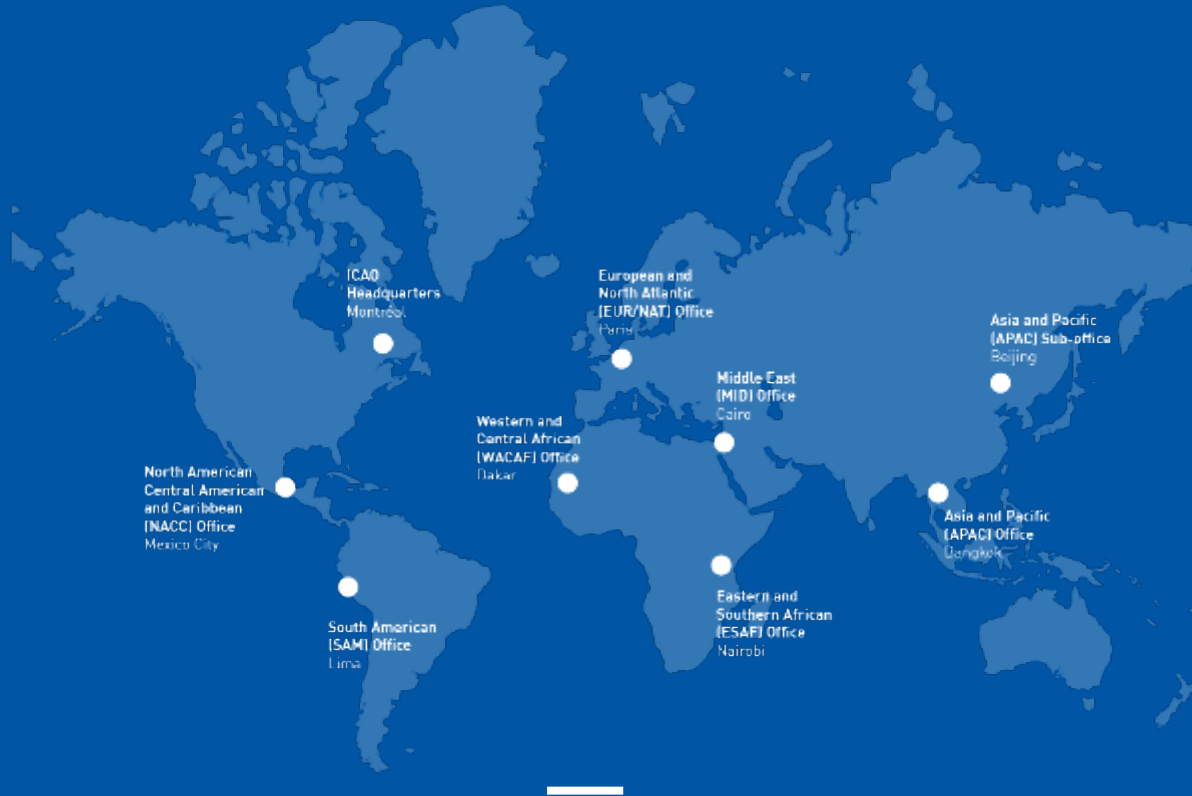 ICAO
Headquarters
Montréal
European and
North Atlantic
(EUR/NAT) Office
Paris
Asia and Pacific
(APAC) Sub-office
Beijing
Middle East
(MID) Office
Cairo
Western and
Central African
(WACAF) Office
Dakar
North American
Central American
and Caribbean
(NACC) Office
Mexico City
Asia and Pacific
(APAC) Office
Bangkok
Eastern and
Southern African
(ESAF) Office
Nairobi
South American
(SAM) Office
Lima